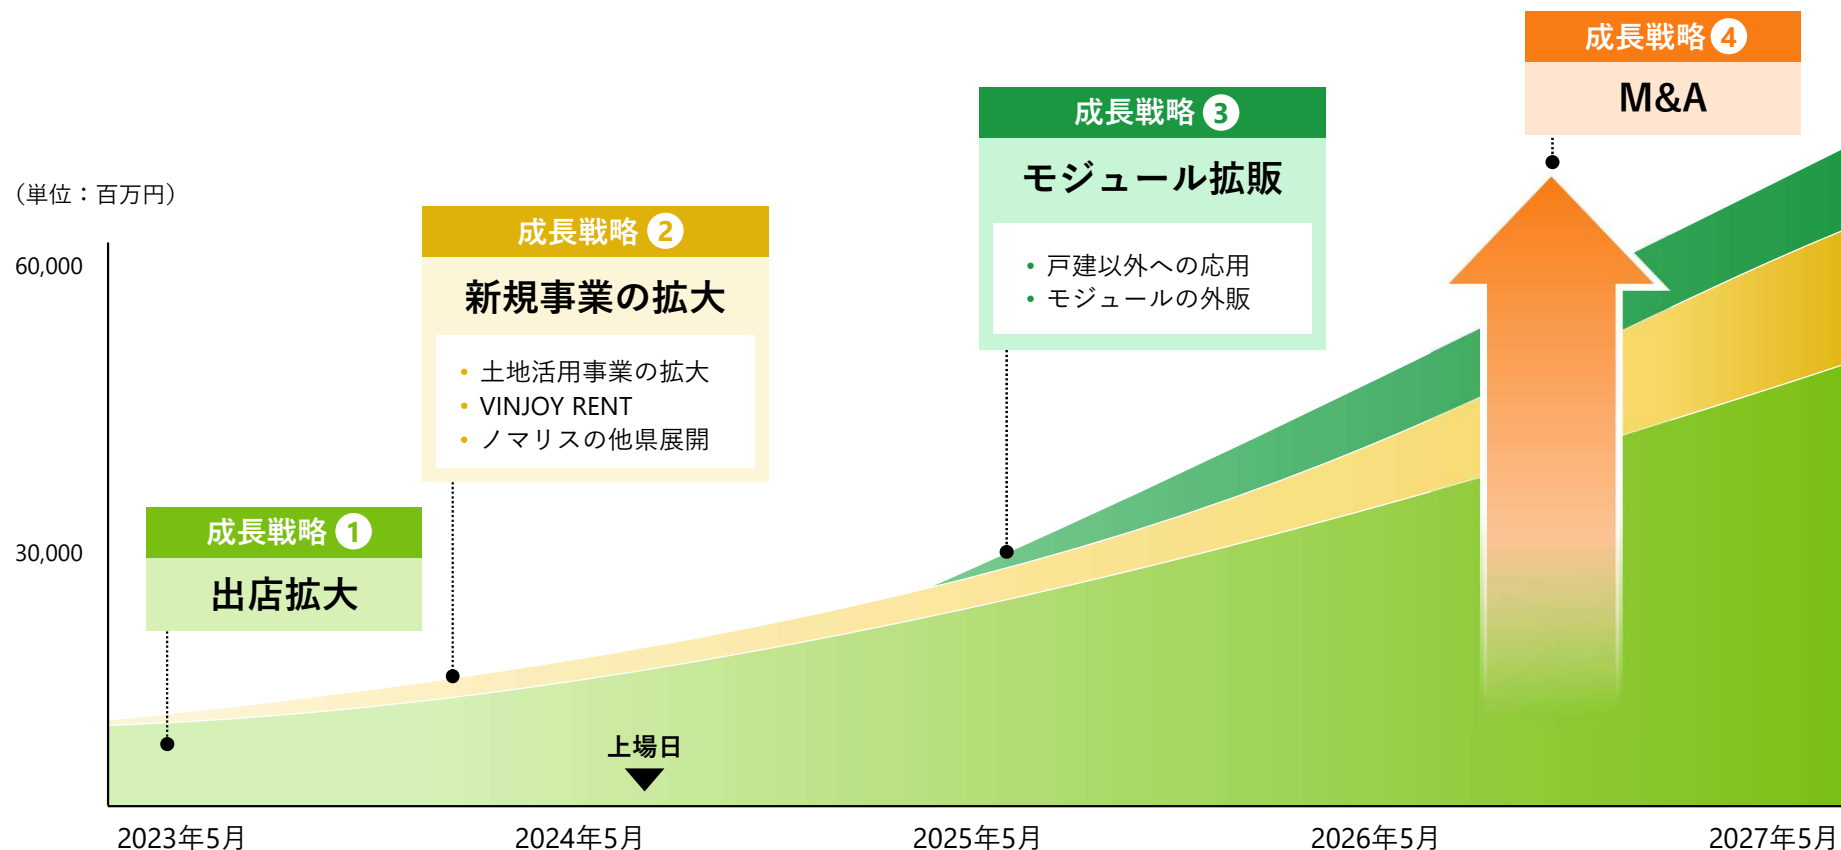 （単位：百万円）
60,000
30,000
成長戦略 1
出店拡大
成長戦略 2
新規事業の拡大
• 土地活用事業の拡大
• VINJOY RENT
• ノマリスの他県展開
成長戦略 3
モジュール拡販
• 戸建以外への応用
• モジュールの外販
成長戦略 4
M&A
上場日
2023年5月
2024年5月
2025年5月
2026年5月
2027年5月